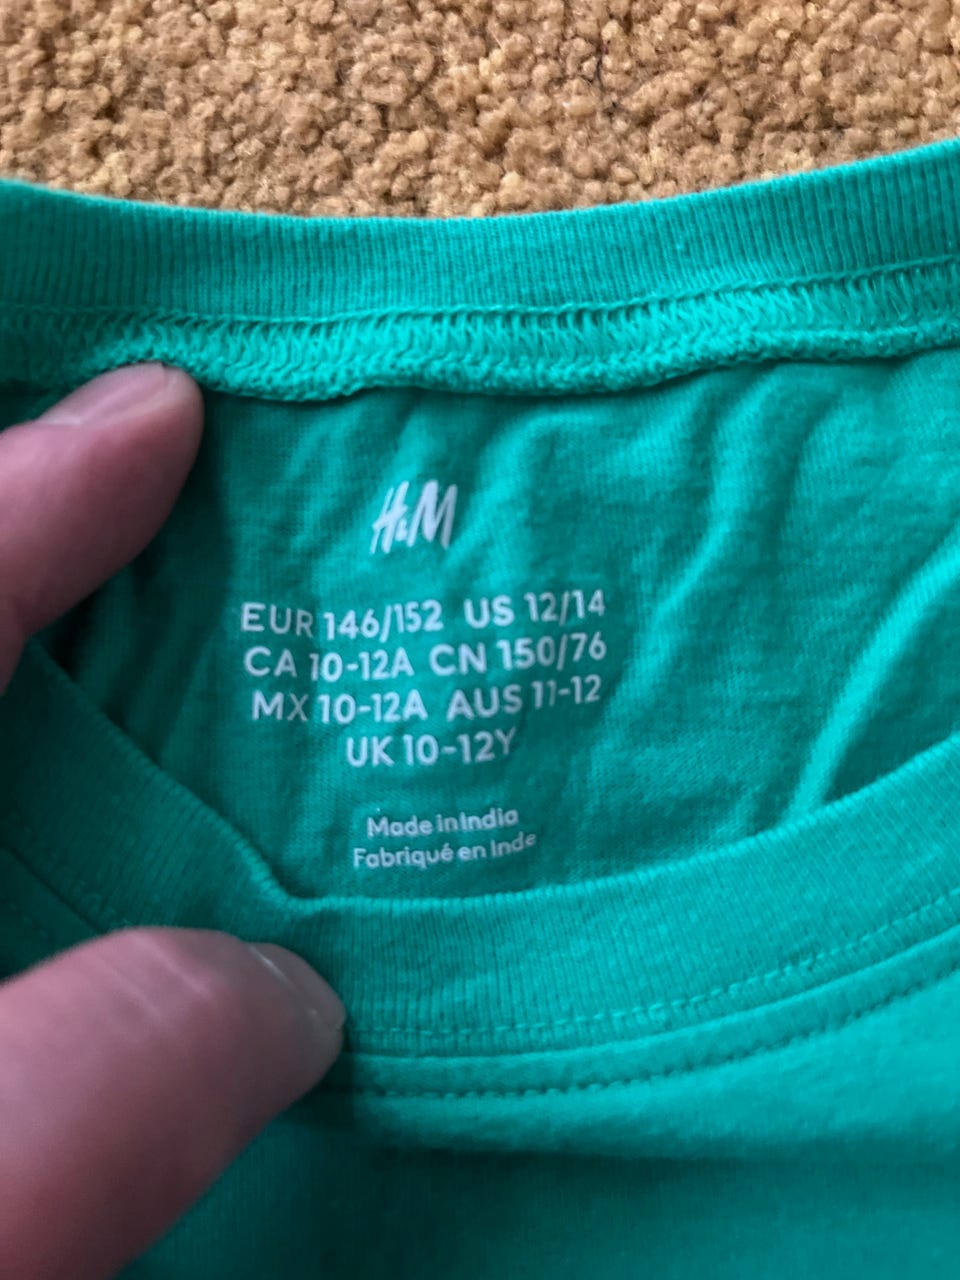 H&M
EUR 146/152 US 12/14
CA 10-12A CN 150/76
MX 10-12A AUS 11-12
UK 10-12Y
Made in India
Fabriqué en Inde